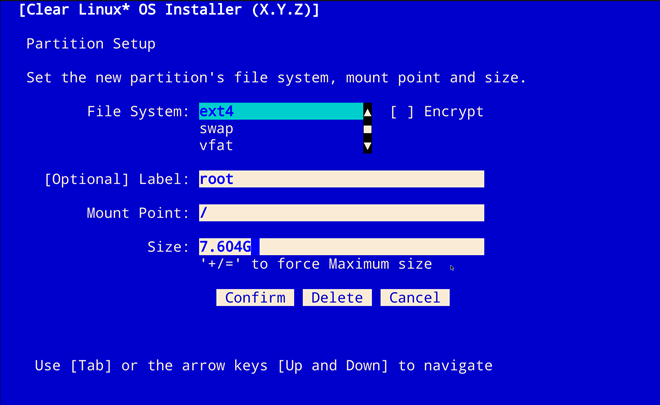 [Clear Linux* OS Installer (X.Y.Z)]
Partition Setup
Set the new partition's file system, mount point and size.
File System: ext4 ▲ [ ] Encrypt
swap
vfat ▼
[Optional] Label: root
Mount Point: /
Size: 7.604G
'+/=' to force Maximum size
Confirm Delete Cancel
Use [Tab] or the arrow keys [Up and Down] to navigate